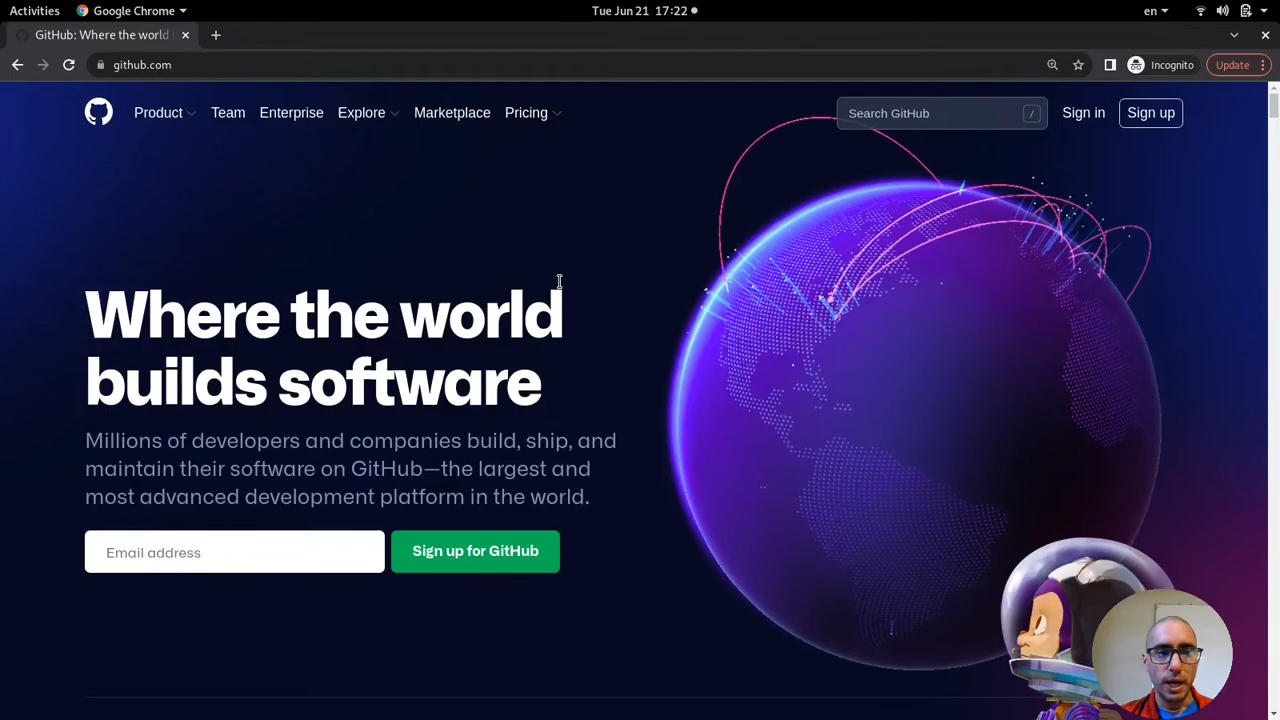 Activities
Google Chrome
Tue Jun 21 17:22
en
GitHub: Where the world
github.com
Incognito
Update
Product
Team
Enterprise
Explore
Marketplace
Pricing
Search GitHub
/
Sign in
Sign up
Where the world
builds software
Millions of developers and companies build, ship, and
maintain their software on GitHub—the largest and
most advanced development platform in the world.
Email address
Sign up for GitHub